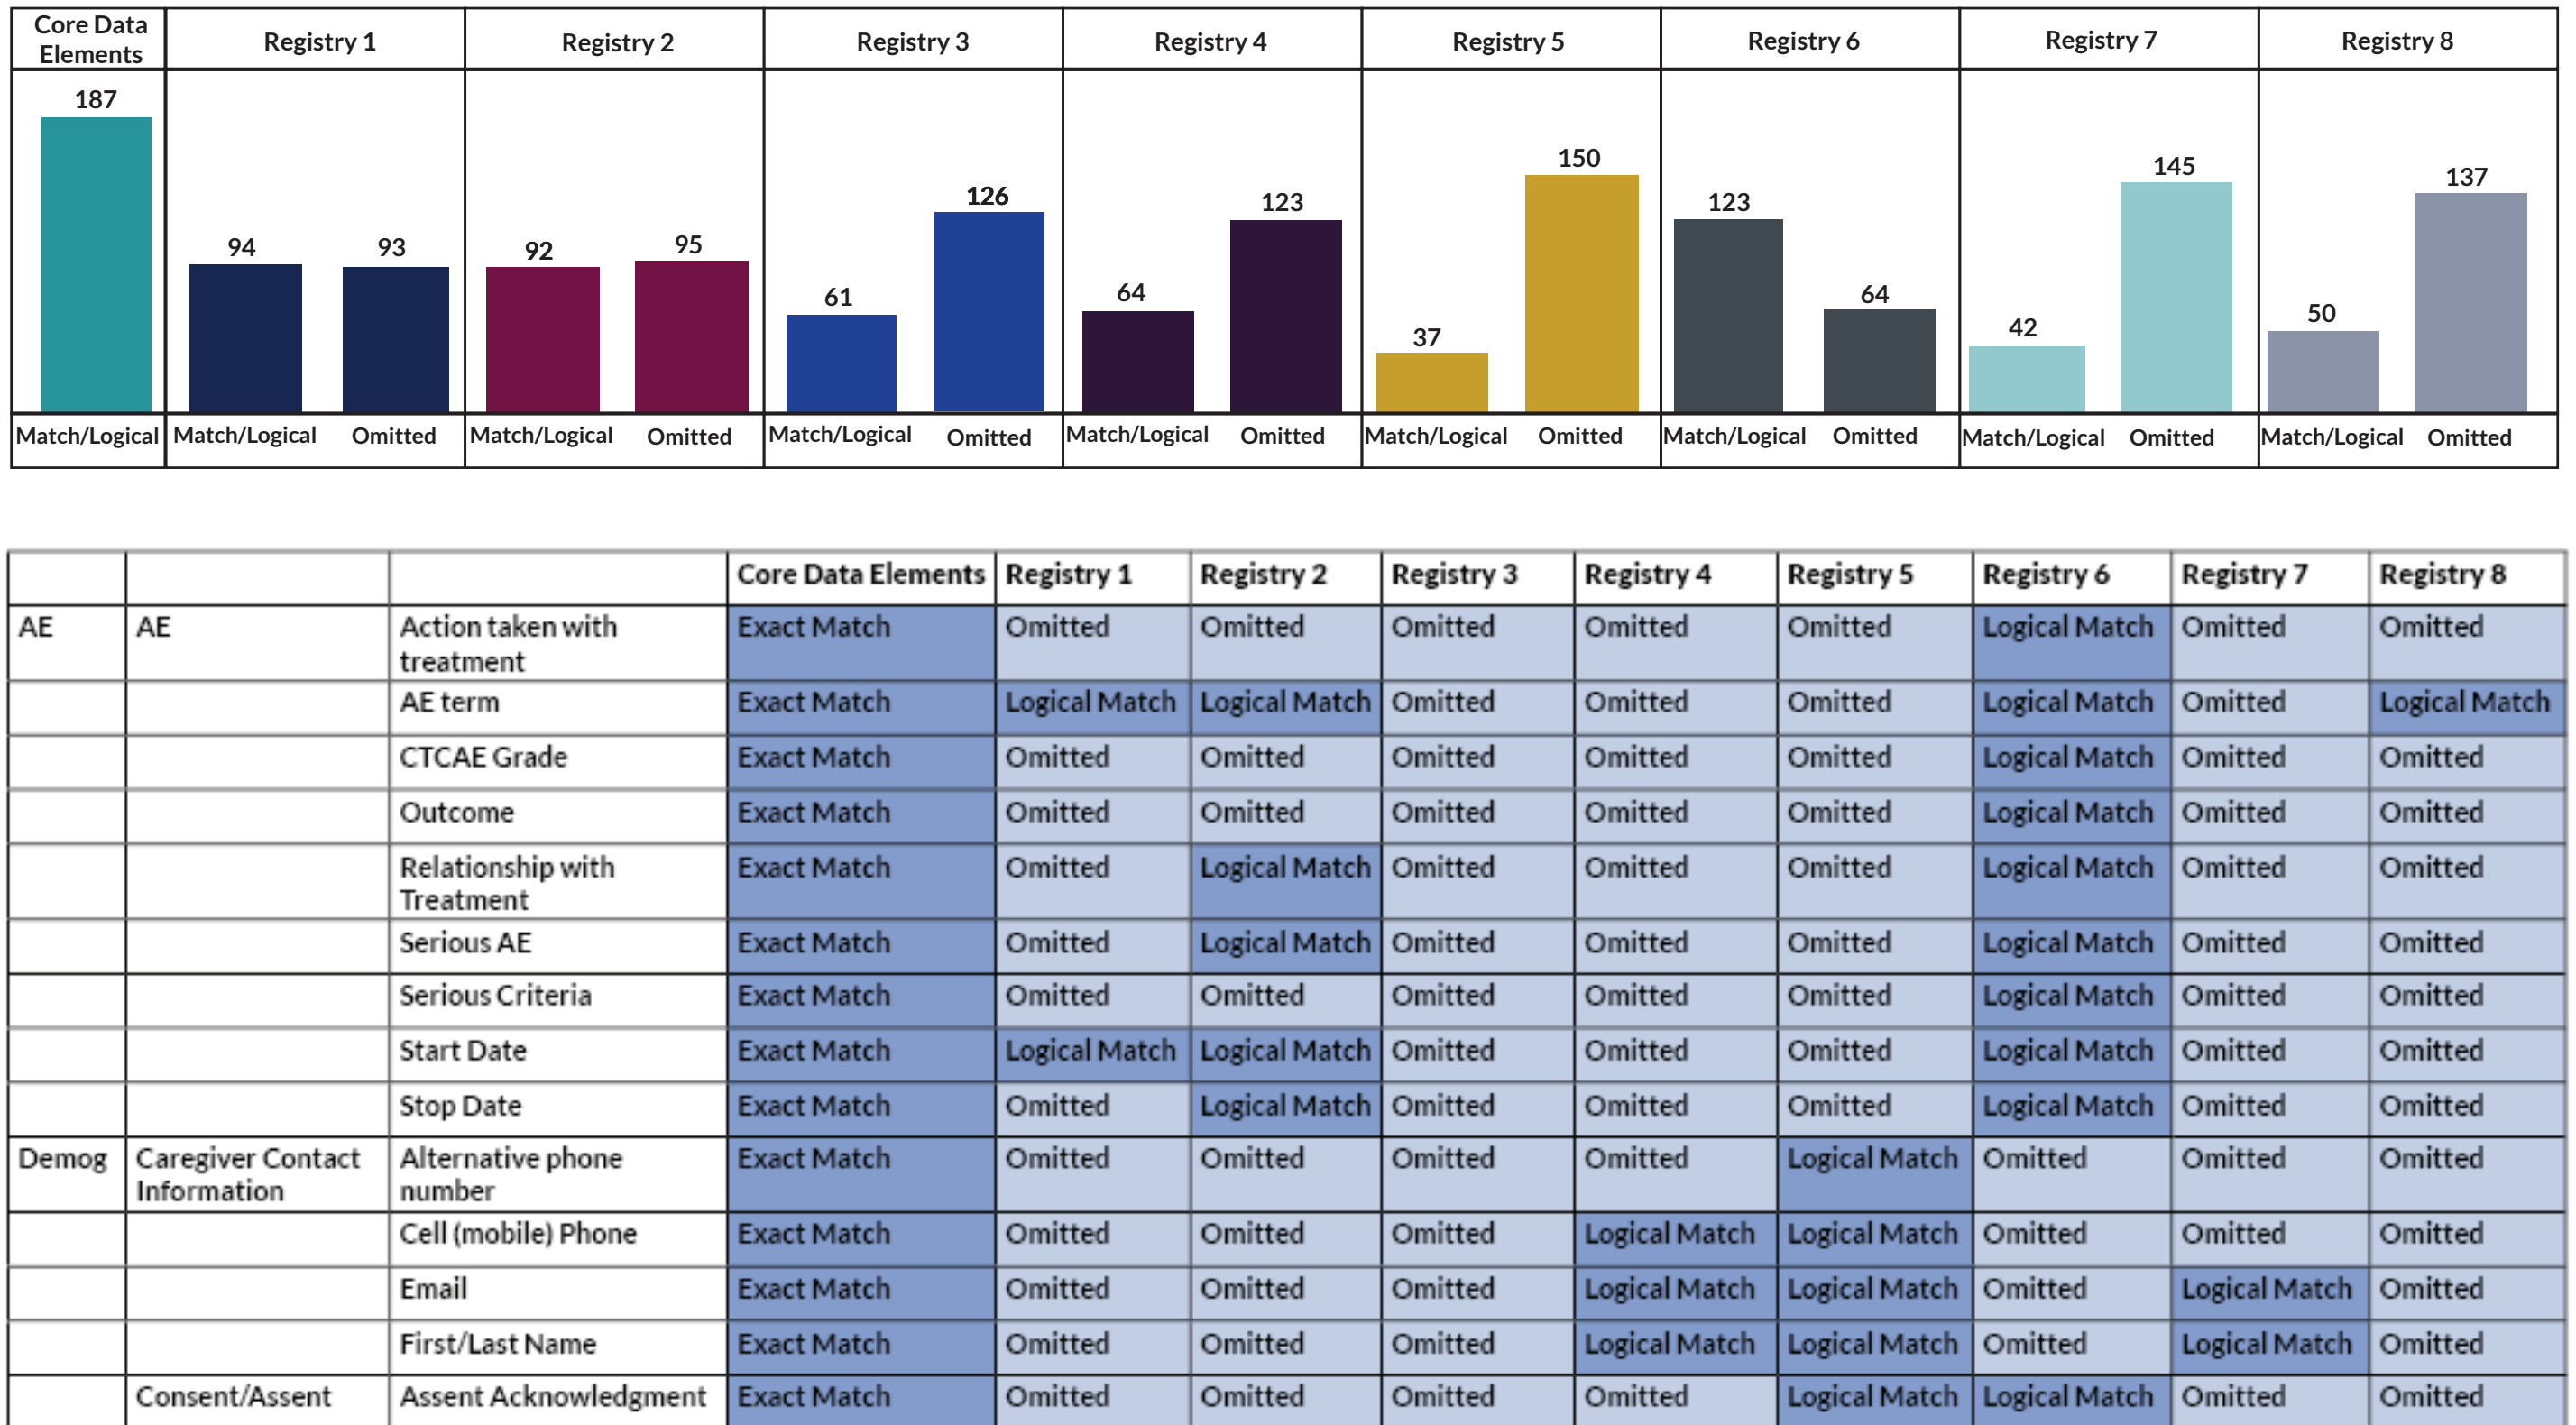 Core Data
Elements
Registry 1 Registry 2 Registry 3 Registry 4 Registry 5 Registry 6 Registry 7 Registry 8
187
94 93 92 95 61 126 64 123 37 150 123 64 42 145 50 137
Match/Logical Match/Logical Omitted Match/Logical Omitted Match/Logical Omitted Match/Logical Omitted Match/Logical Omitted Match/Logical Omitted Match/Logical Omitted Match/Logical Omitted
Core Data Elements Registry 1 Registry 2 Registry 3 Registry 4 Registry 5 Registry 6 Registry 7 Registry 8
AE AE Action taken with Exact Match Omitted Omitted Omitted Omitted Omitted Logical Match Omitted Omitted
treatment
AE term Exact Match Logical Match Logical Match Omitted Omitted Omitted Logical Match Omitted Logical Match
CTCAE Grade Exact Match Omitted Omitted Omitted Omitted Omitted Logical Match Omitted Omitted
Outcome Exact Match Omitted Omitted Omitted Omitted Omitted Logical Match Omitted Omitted
Relationship with Exact Match Omitted Logical Match Omitted Omitted Omitted Logical Match Omitted Omitted
Treatment
Serious AE Exact Match Omitted Logical Match Omitted Omitted Omitted Logical Match Omitted Omitted
Serious Criteria Exact Match Omitted Omitted Omitted Omitted Omitted Logical Match Omitted Omitted
Start Date Exact Match Logical Match Logical Match Omitted Omitted Omitted Logical Match Omitted Omitted
Stop Date Exact Match Omitted Logical Match Omitted Omitted Omitted Logical Match Omitted Omitted
Demog Caregiver Contact Alternative phone Exact Match Omitted Omitted Omitted Omitted Logical Match Omitted Omitted Omitted
Information number
Cell (mobile) Phone Exact Match Omitted Omitted Omitted Logical Match Logical Match Omitted Omitted Omitted
Email Exact Match Omitted Omitted Omitted Logical Match Logical Match Omitted Logical Match Omitted
First/Last Name Exact Match Omitted Omitted Omitted Logical Match Logical Match Omitted Logical Match Omitted
Consent/Assent Assent Acknowledgment Exact Match Omitted Omitted Omitted Omitted Logical Match Logical Match Omitted Omitted